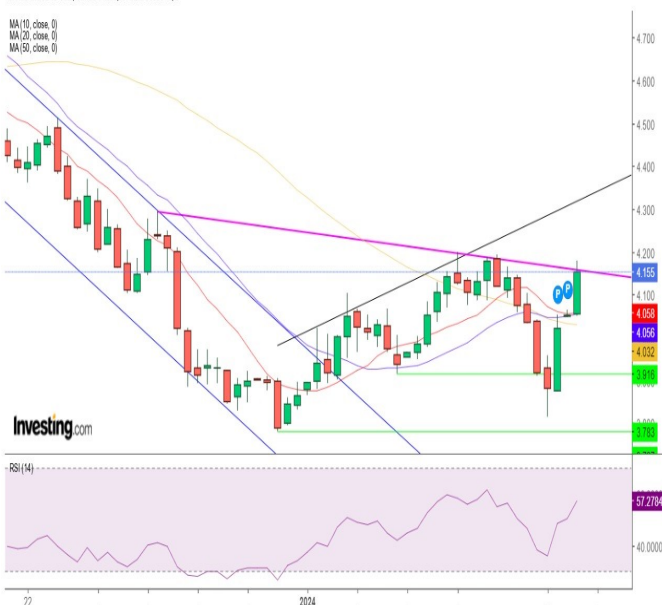 MA (10, close, 0)
MA (20, close, 0)
MA (50, close, 0)
4.700
4.600
4.500
4.400
4.300
4.200
4.155
4.100
4.058
4.056
4.032
3.916
3.783
P P
Investing.com
RSI (14)
57.2784
40.0000
22
2024